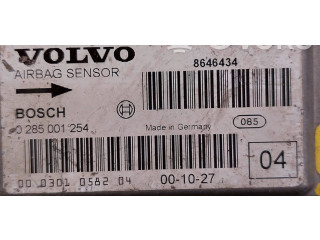 VOLVO
8646434
AIRBAG SENSOR
BOSCH
0 285 001 254
Made in Germany
085
04
00 0301 0582 04
00-10-27